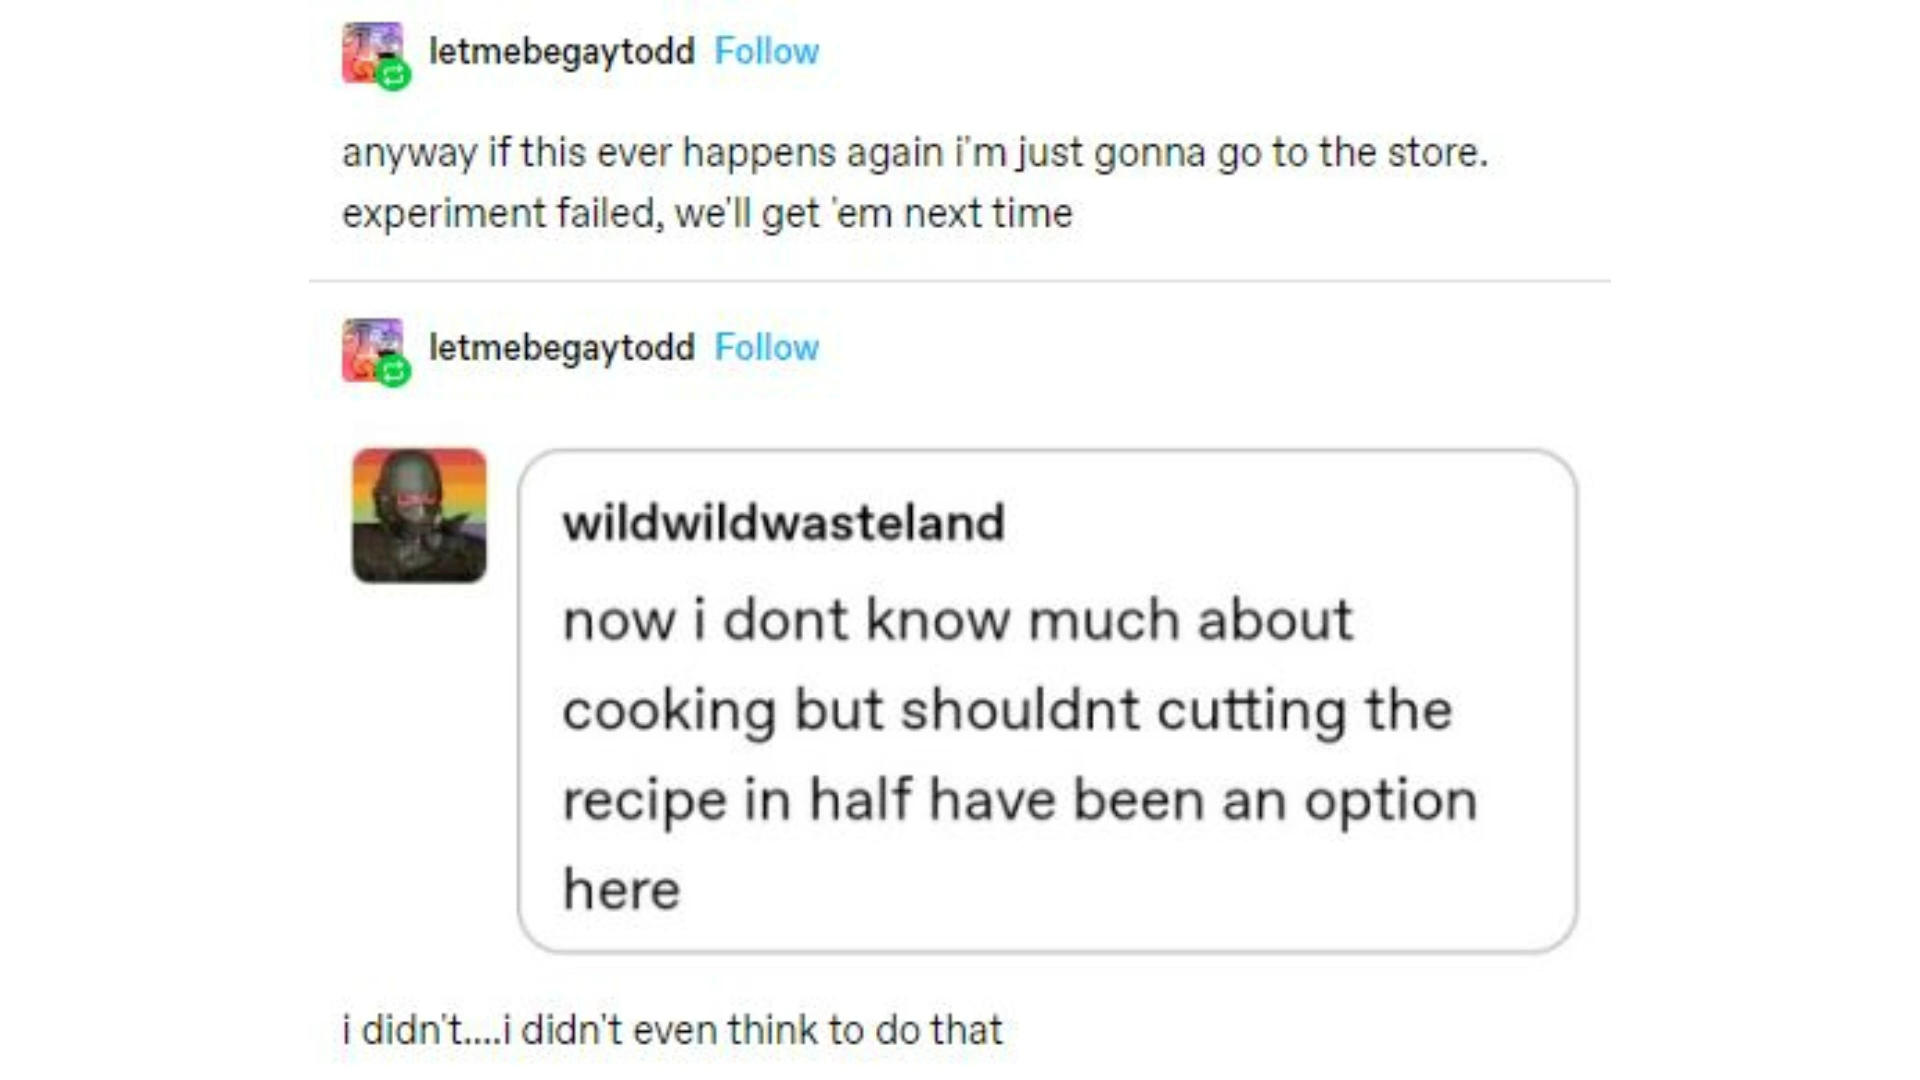 letmebegaytodd Follow
anyway if this ever happens again i'm just gonna go to the store.
experiment failed, we'll get 'em next time
letmebegaytodd Follow
wildwildwasteland
now i dont know much about
cooking but shouldnt cutting the
recipe in half have been an option
here
i didn't....i didn't even think to do that